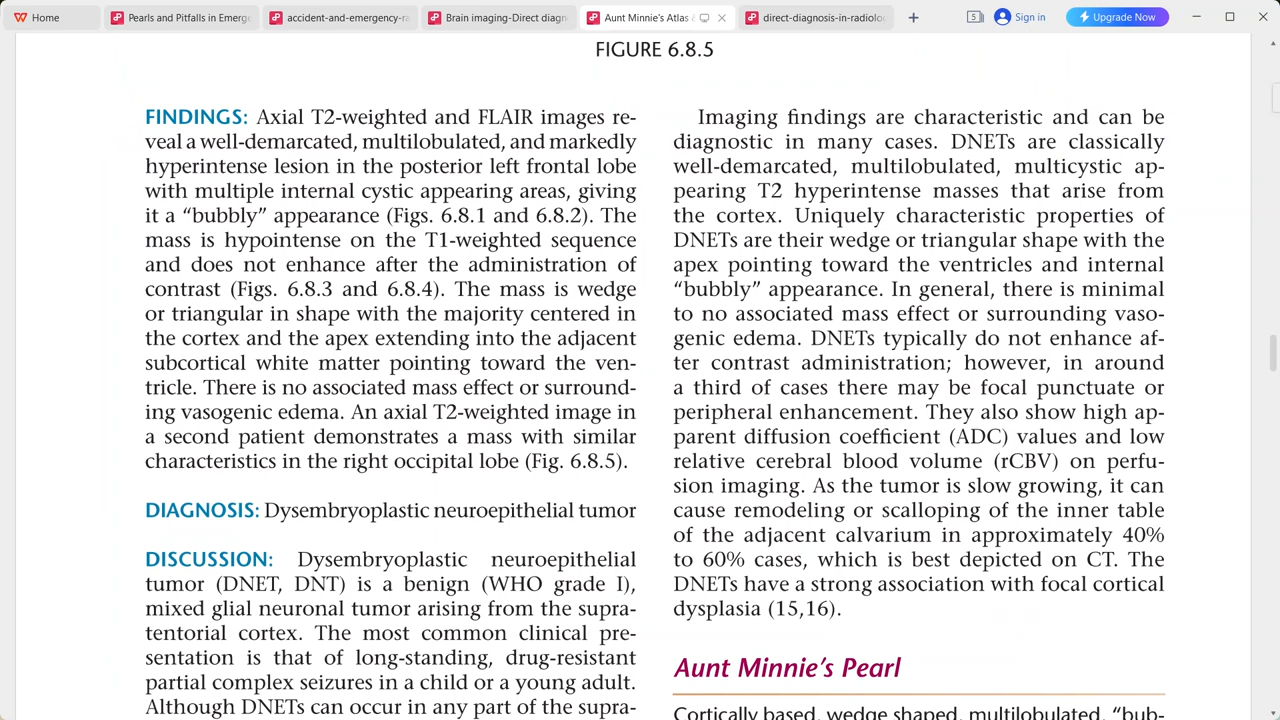 Home
Pearls and Pitfalls in Emerge
accident-and-emergency-ra
Brain imaging-Direct diagn
Aunt Minnie's Atlas &
direct-diagnosis-in-radiolo
5
Sign in
Upgrade Now
FIGURE 6.8.5
FINDINGS: Axial T2-weighted and FLAIR images re-
veal a well-demarcated, multilobulated, and markedly
hyperintense lesion in the posterior left frontal lobe
with multiple internal cystic appearing areas, giving
it a “bubbly” appearance (Figs. 6.8.1 and 6.8.2). The
mass is hypointense on the T1-weighted sequence
and does not enhance after the administration of
contrast (Figs. 6.8.3 and 6.8.4). The mass is wedge
or triangular in shape with the majority centered in
the cortex and the apex extending into the adjacent
subcortical white matter pointing toward the ven-
tricle. There is no associated mass effect or surround-
ing vasogenic edema. An axial T2-weighted image in
a second patient demonstrates a mass with similar
characteristics in the right occipital lobe (Fig. 6.8.5).
DIAGNOSIS: Dysembryoplastic neuroepithelial tumor
DISCUSSION: Dysembryoplastic neuroepithelial
tumor (DNET, DNT) is a benign (WHO grade I),
mixed glial neuronal tumor arising from the supra-
tentorial cortex. The most common clinical pre-
sentation is that of long-standing, drug-resistant
partial complex seizures in a child or a young adult.
Although DNETs can occur in any part of the supra-
Imaging findings are characteristic and can be
diagnostic in many cases. DNETs are classically
well-demarcated, multilobulated, multicystic ap-
pearing T2 hyperintense masses that arise from
the cortex. Uniquely characteristic properties of
DNETs are their wedge or triangular shape with the
apex pointing toward the ventricles and internal
“bubbly” appearance. In general, there is minimal
to no associated mass effect or surrounding vaso-
genic edema. DNETs typically do not enhance af-
ter contrast administration; however, in around
a third of cases there may be focal punctuate or
peripheral enhancement. They also show high ap-
parent diffusion coefficient (ADC) values and low
relative cerebral blood volume (rCBV) on perfu-
sion imaging. As the tumor is slow growing, it can
cause remodeling or scalloping of the inner table
of the adjacent calvarium in approximately 40%
to 60% cases, which is best depicted on CT. The
DNETs have a strong association with focal cortical
dysplasia (15,16).
Aunt Minnie's Pearl
Cortically based, wedge shaped, multilobulated, “bub-